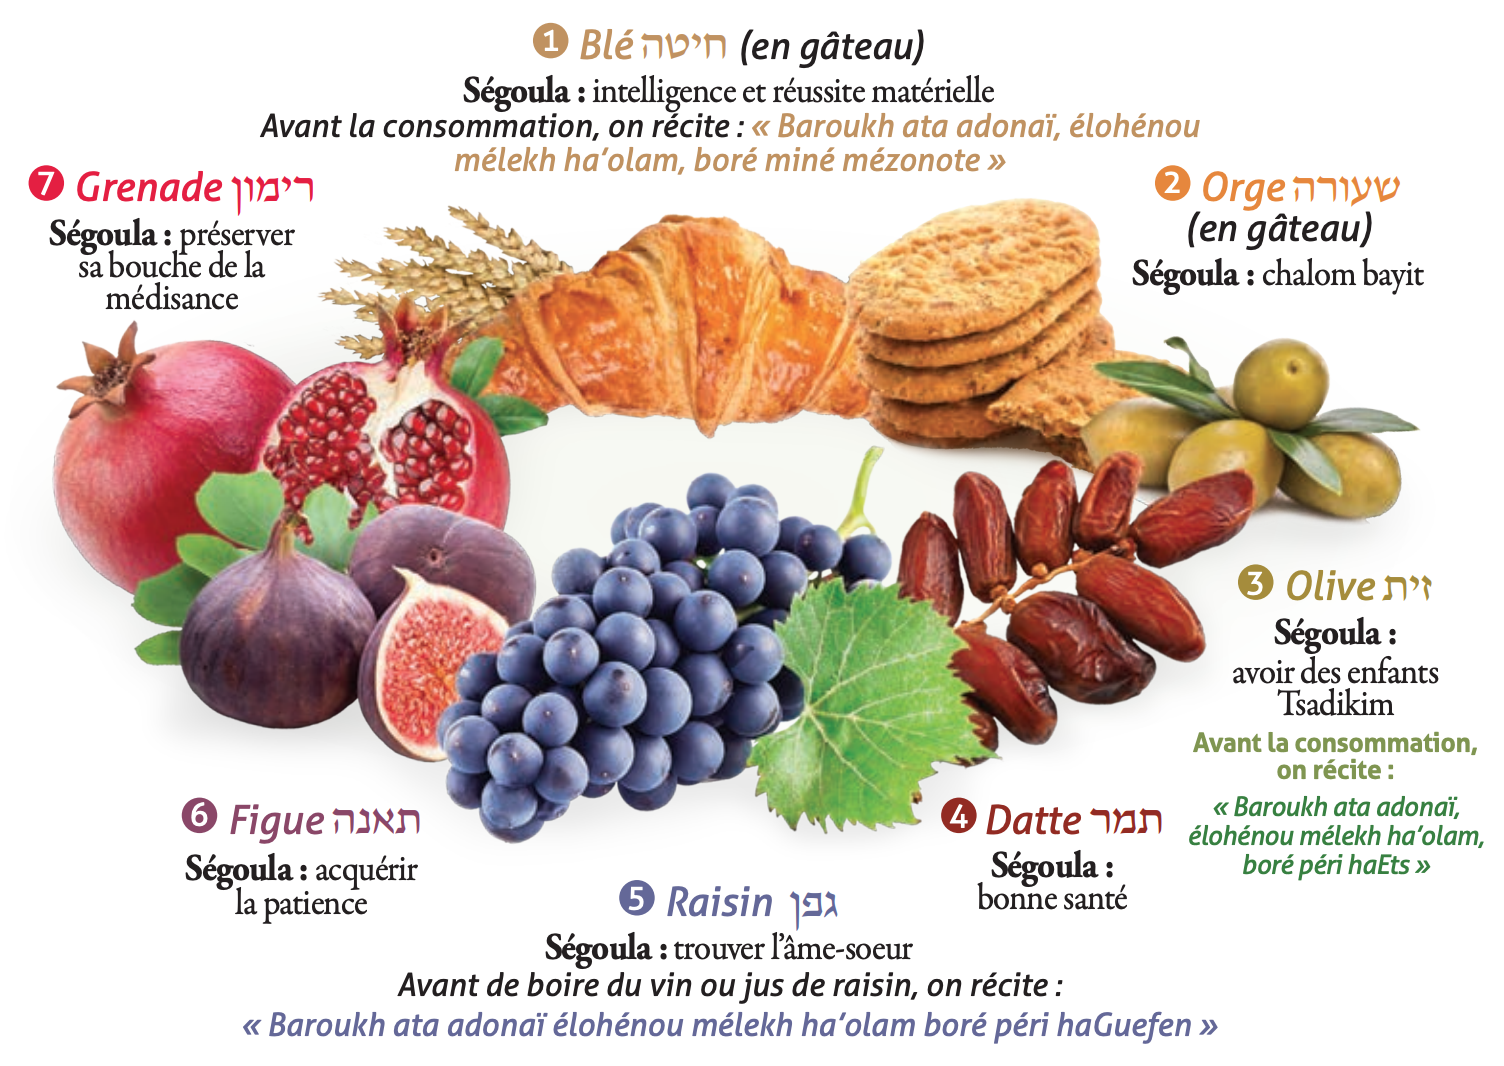 1 Blé חיטה (en gâteau)
Ségoula : intelligence et réussite matérielle
Avant la consommation, on récite : « Baroukh ata adonaï, élohénou
mélekh ha’olam, boré miné mézonote »
2 Orge שעורה
(en gâteau)
Ségoula : chalom bayit
3 Olive זית
Ségoula :
avoir des enfants
Tsadikim
Avant la consommation,
on récite :
« Baroukh ata adonaï,
élohénou mélekh ha’olam,
boré péri haEts »
4 Datte תמר
Ségoula :
bonne santé
5 Raisin גפן
Ségoula : trouver l’âme-soeur
Avant de boire du vin ou jus de raisin, on récite :
« Baroukh ata adonaï élohénou mélekh ha’olam boré péri haGuefen »
6 Figue תאנה
Ségoula : acquérir
la patience
7 Grenade רימון
Ségoula : préserver
sa bouche de la
médisance